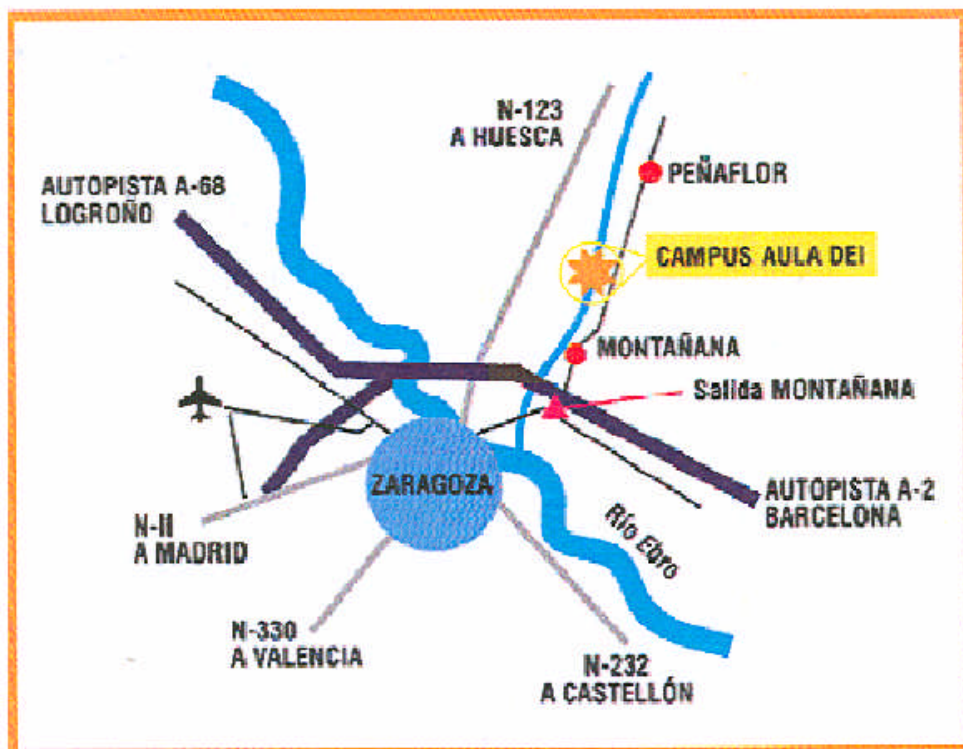 N-123
A HUESCA
PEÑAFLOR
AUTOPISTA A-68
LOGROÑO
CAMPUS AULA DEI
MONTAÑANA
Salida MONTAÑANA
ZARAGOZA
AUTOPISTA A-2
BARCELONA
N-II
A MADRID
Río Ebro
N-330
A VALENCIA
N-232
A CASTELLÓN